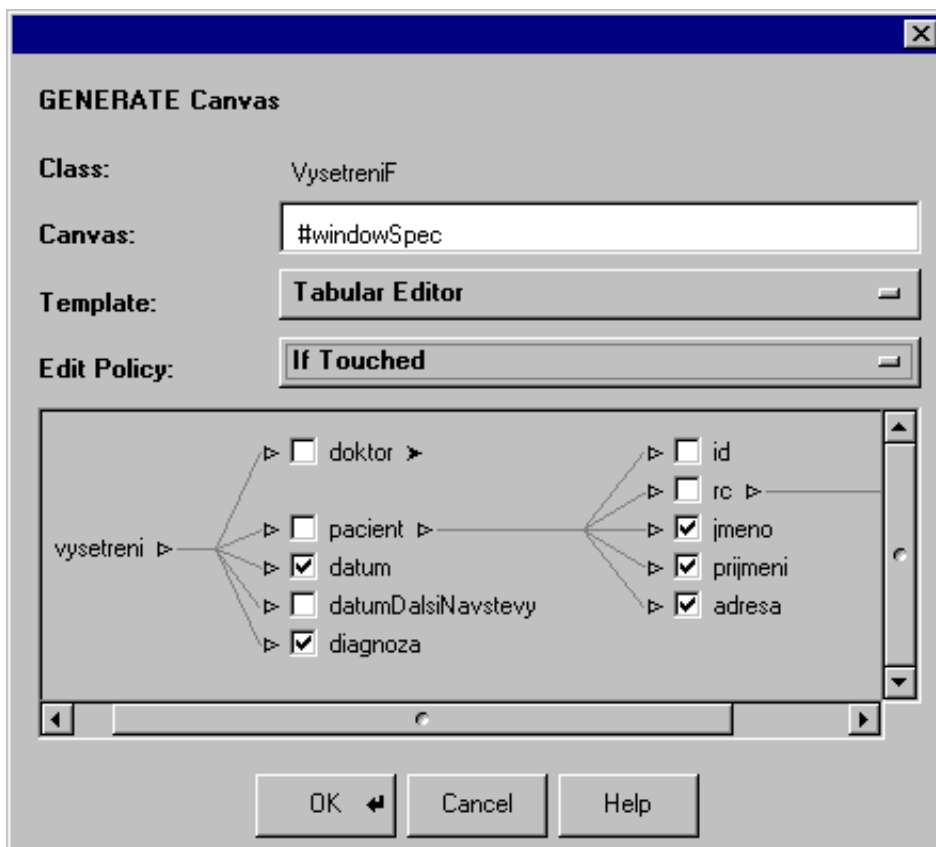 GENERATE Canvas
Class: VysetreniF
Canvas: #windowSpec
Template: Tabular Editor
Edit Policy: If Touched
doktor id
rc
pacient jmeno
vysetreni
datum prijmeni
datumDalsiNavstevy adresa
diagnoza
OK Cancel Help